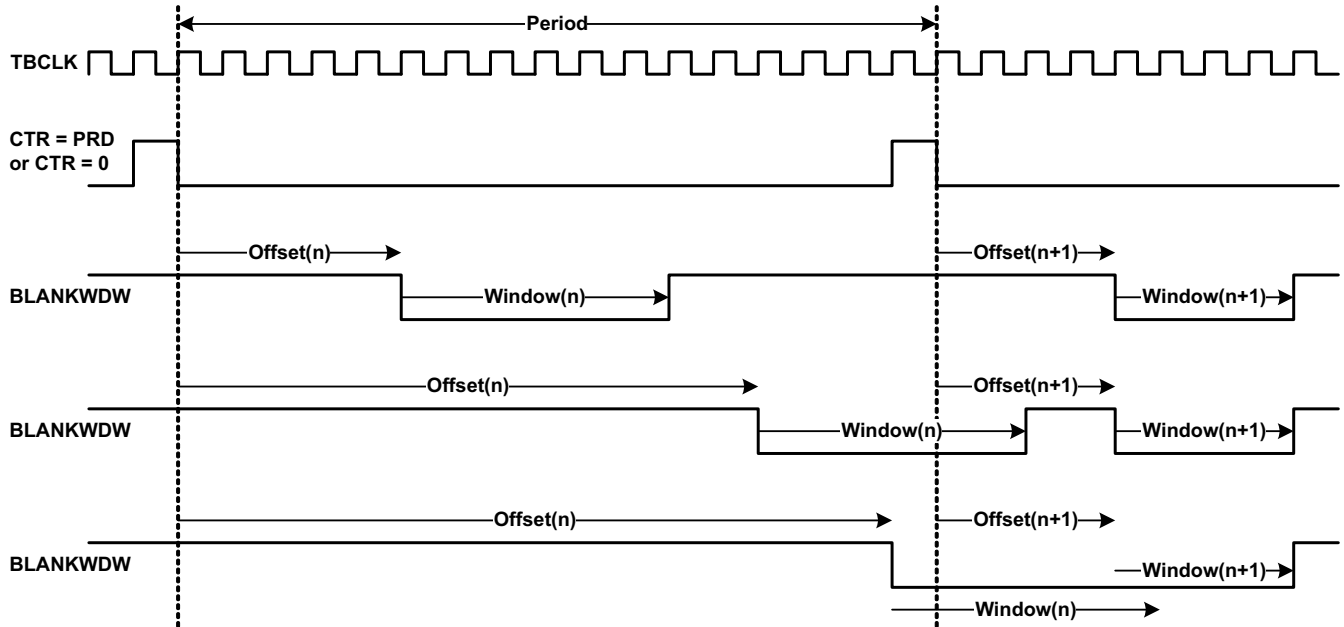 Period
TBCLK
CTR = PRD
or CTR = 0
Offset(n)
Offset(n+1)
BLANKWDW
Window(n)
Window(n+1)
Offset(n)
Offset(n+1)
BLANKWDW
Window(n)
Window(n+1)
Offset(n)
Offset(n+1)
BLANKWDW
Window(n+1)
Window(n)